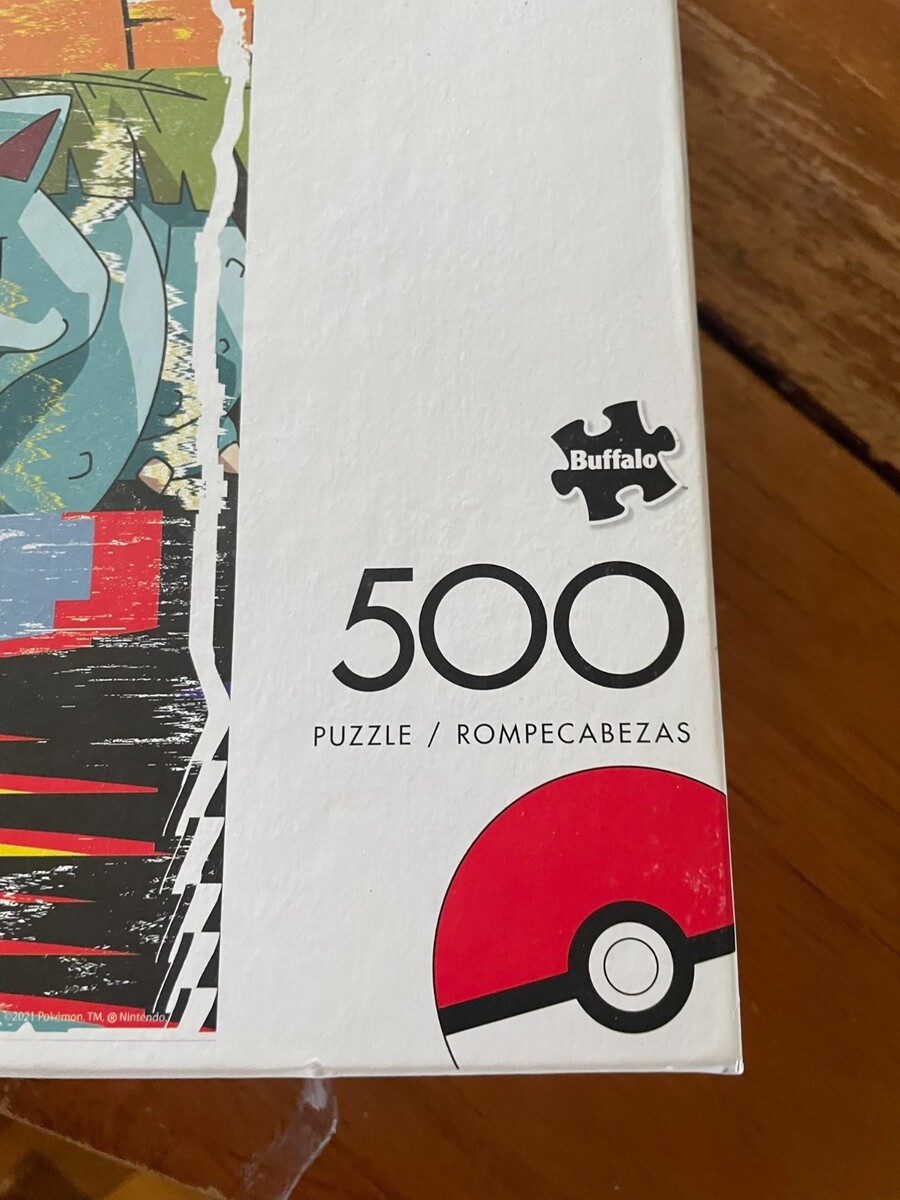 Buffalo
500
PUZZLE / ROMPECABEZAS
©2021 Pokémon. TM, ® Nintendo.